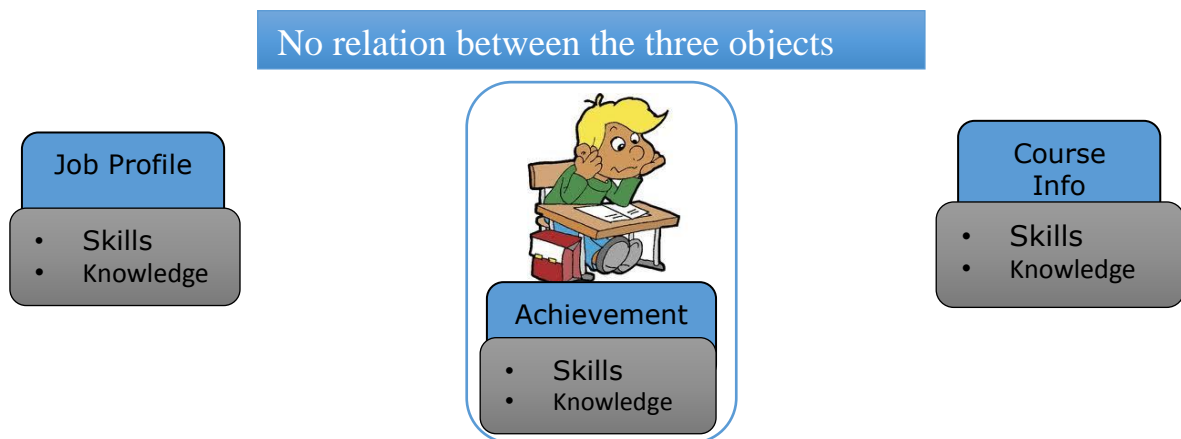 No relation between the three objects
Job Profile
• Skills
• Knowledge
Achievement
• Skills
• Knowledge
Course
Info
• Skills
• Knowledge